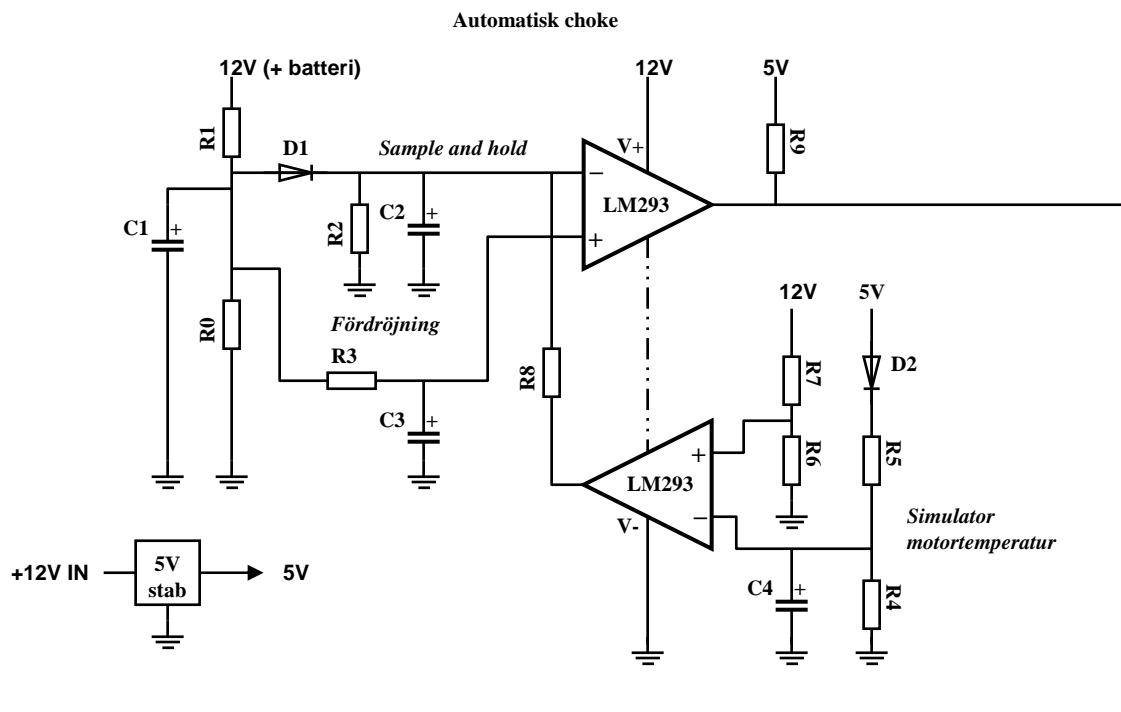 Automatisk choke
12V (+ batteri)
12V
5V
R1
D1
Sample and hold
V+
R9
−
LM293
C1
+
R2
C2
+
+
12V
5V
R0
Fördröjning
R3
R8
R7
D2
C3
+
R6
R5
+
LM293
−
V-
Simulator
motortemperatur
+12V IN
5V
stab
5V
C4
+
R4